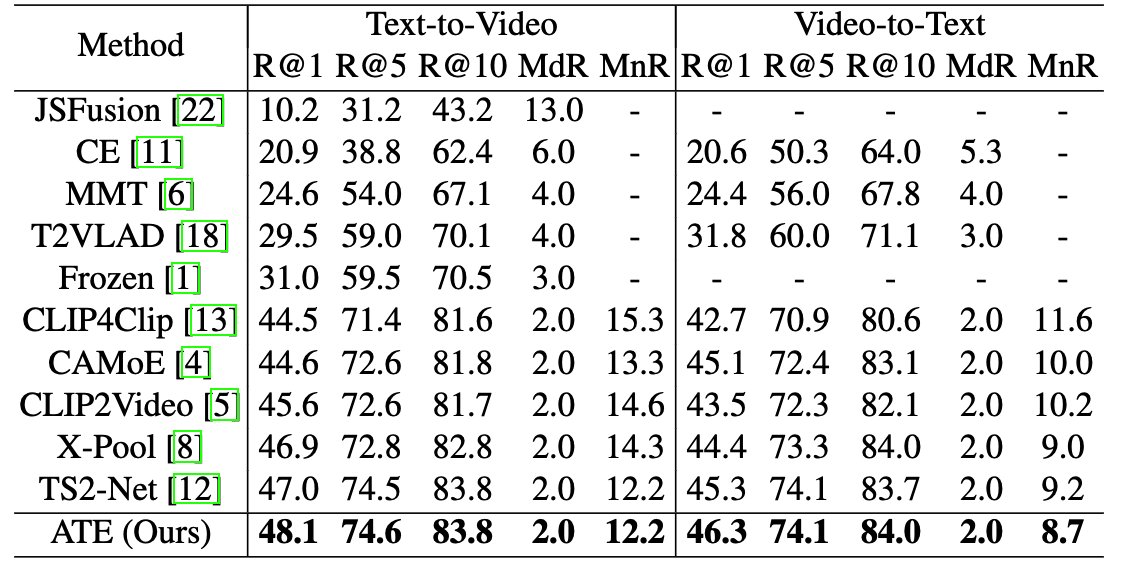 Method Text-to-Video Video-to-Text
R@1 R@5 R@10 MdR MnR R@1 R@5 R@10 MdR MnR
JSFusion [22] 10.2 31.2 43.2 13.0 - - - - - -
CE [11] 20.9 38.8 62.4 6.0 - 20.6 50.3 64.0 5.3 -
MMT [6] 24.6 54.0 67.1 4.0 - 24.4 56.0 67.8 4.0 -
T2VLAD [18] 29.5 59.0 70.1 4.0 - 31.8 60.0 71.1 3.0 -
Frozen [1] 31.0 59.5 70.5 3.0 - - - - - -
CLIP4Clip [13] 44.5 71.4 81.6 2.0 15.3 42.7 70.9 80.6 2.0 11.6
CAMoE [4] 44.6 72.6 81.8 2.0 13.3 45.1 72.4 83.1 2.0 10.0
CLIP2Video [5] 45.6 72.6 81.7 2.0 14.6 43.5 72.3 82.1 2.0 10.2
X-Pool [8] 46.9 72.8 82.8 2.0 14.3 44.4 73.3 84.0 2.0 9.0
TS2-Net [12] 47.0 74.5 83.8 2.0 12.2 45.3 74.1 83.7 2.0 9.2
ATE (Ours) 48.1 74.6 83.8 2.0 12.2 46.3 74.1 84.0 2.0 8.7